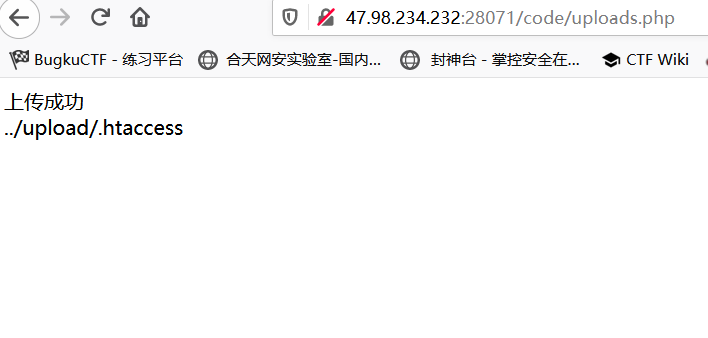 47.98.234.232:28071/code/uploads.php
BugkuCTF - 练习平台 合天网安实验室-国内... 封神台 - 掌控安全在... CTF Wiki
上传成功
../upload/.htaccess